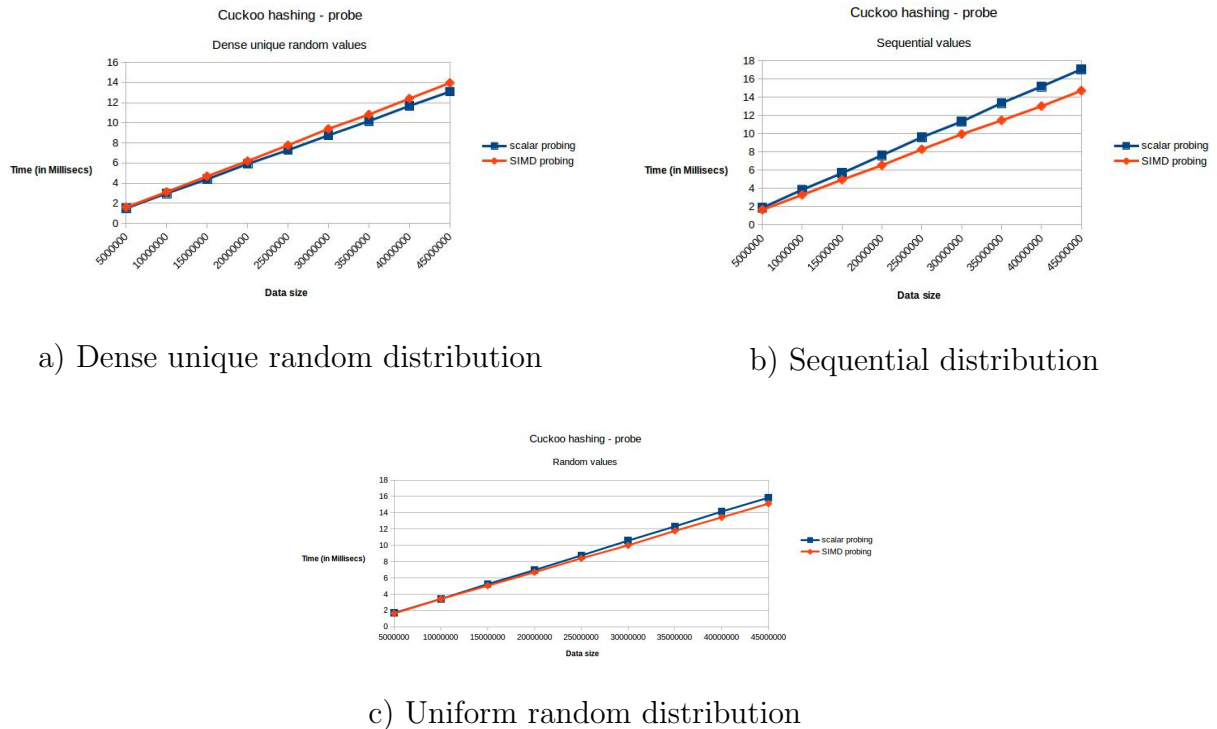 Cuckoo hashing - probe
Dense unique random values
16
14
12
10
8
6
4
2
0
Time (in Millisecs)
5000000
10000000
15000000
20000000
25000000
30000000
35000000
40000000
45000000
Data size
scalar probing
SIMD probing
a) Dense unique random distribution
Cuckoo hashing - probe
Sequential values
18
16
14
12
10
8
6
4
2
0
Time (in Millisecs)
5000000
10000000
15000000
20000000
25000000
30000000
35000000
40000000
45000000
Data size
scalar probing
SIMD probing
b) Sequential distribution
Cuckoo hashing - probe
Random values
18
16
14
12
10
8
6
4
2
0
Time (in Millisecs)
5000000 10000000 15000000 20000000 25000000 30000000 35000000 40000000 45000000
Data size
scalar probing
SIMD probing
c) Uniform random distribution